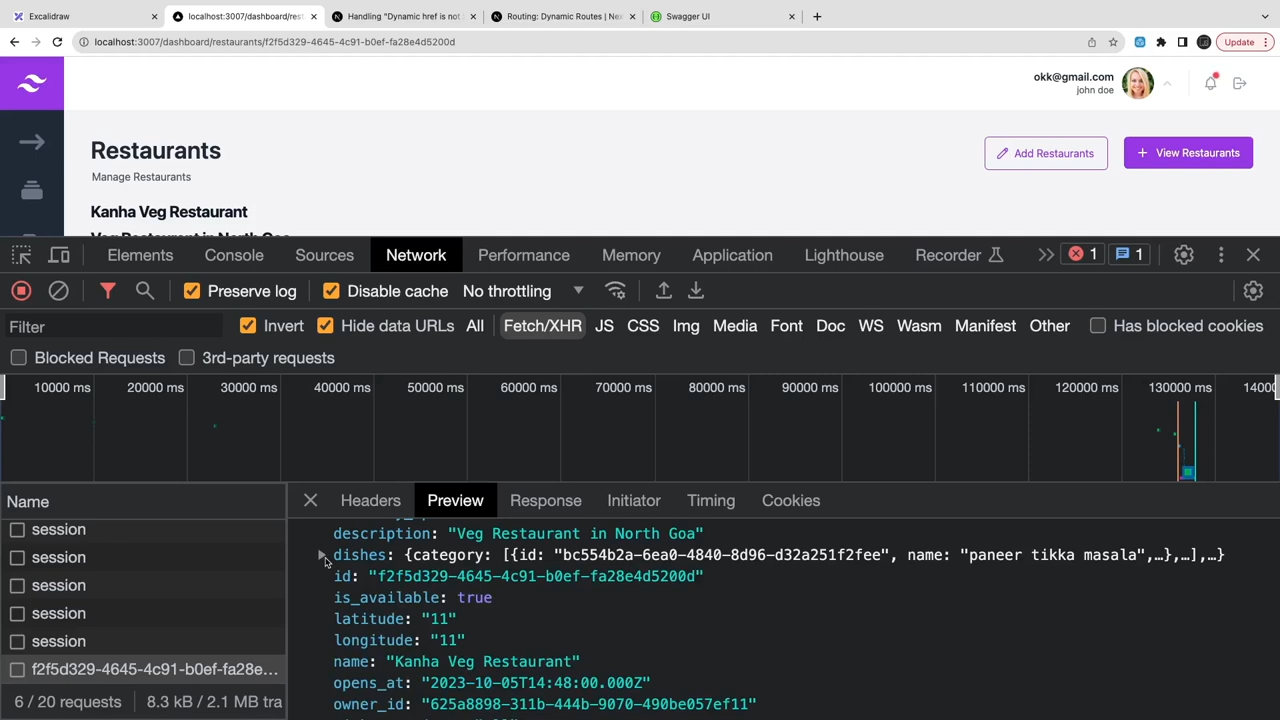 Excalidraw
localhost:3007/dashboard/rest
Handling "Dynamic href is not
Routing: Dynamic Routes | Nex
Swagger UI
localhost:3007/dashboard/restaurants/f2f5d329-4645-4c91-b0ef-fa28e4d5200d
Update
okk@gmail.com
john doe
Restaurants
Manage Restaurants
Add Restaurants
View Restaurants
Kanha Veg Restaurant
Veg Restaurant in North Goa
Elements Console Sources Network Performance Memory Application Lighthouse Recorder 1 1
Preserve log Disable cache No throttling
Filter Invert Hide data URLs All Fetch/XHR JS CSS Img Media Font Doc WS Wasm Manifest Other Has blocked cookies
Blocked Requests 3rd-party requests
10000 ms 20000 ms 30000 ms 40000 ms 50000 ms 60000 ms 70000 ms 80000 ms 90000 ms 100000 ms 110000 ms 120000 ms 130000 ms 1400
Name
Headers Preview Response Initiator Timing Cookies
session
session
session
session
session
f2f5d329-4645-4c91-b0ef-fa28e...
6 / 20 requests 8.3 kB / 2.1 MB tra
description: "Veg Restaurant in North Goa"
dishes: {category: [{id: "bc554b2a-6ea0-4840-8d96-d32a251f2fee", name: "paneer tikka masala",…},…],…}
id: "f2f5d329-4645-4c91-b0ef-fa28e4d5200d"
is_available: true
latitude: "11"
longitude: "11"
name: "Kanha Veg Restaurant"
opens_at: "2023-10-05T14:48:00.000Z"
owner_id: "625a8898-311b-444b-9070-490be057ef11"